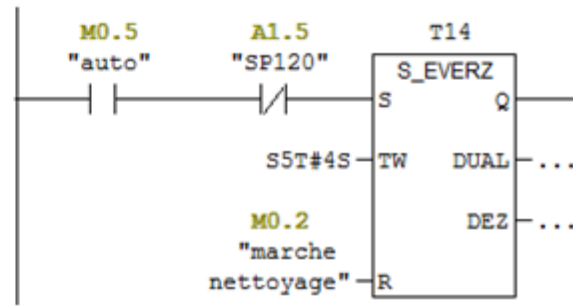 M0.5 A1.5 T14
"auto" "SP120" S_EVERZ
S Q
S5T#4S TW DUAL ...
M0.2 DEZ ...
"marche
nettoyage" R